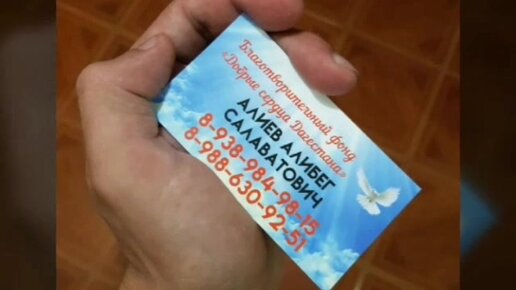 Благотворительный фонд
«Добрые сердца Дагестана»
АЛИЕВ АЛИБЕГ
САЛАВАТОВИЧ
8-938-984-98-15
8-988-630-92-51